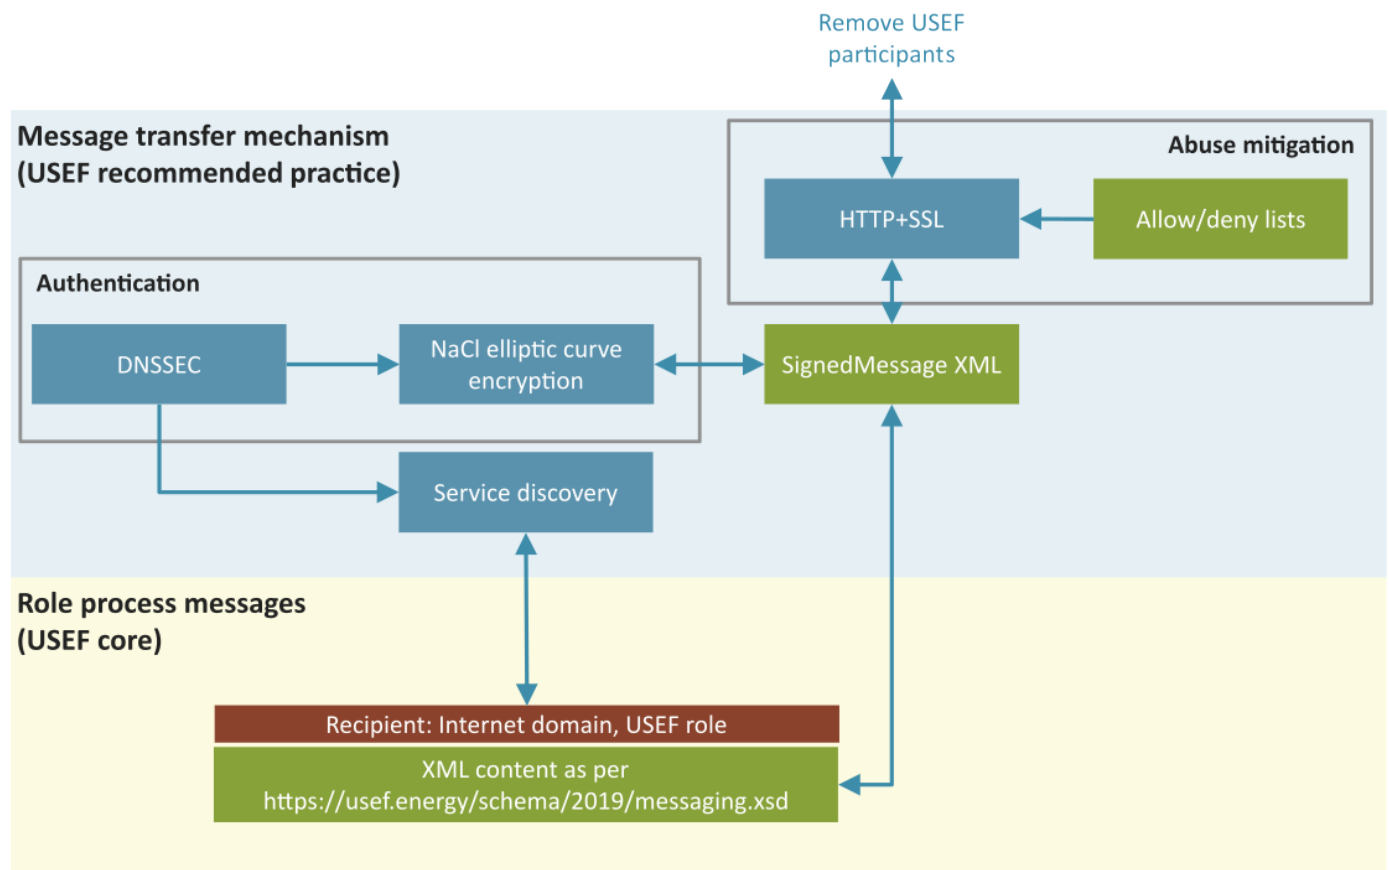 Remove USEF
participants
Message transfer mechanism
(USEF recommended practice)
Abuse mitigation
HTTP+SSL
Allow/deny lists
Authentication
DNSSEC
NaCl elliptic curve
encryption
SignedMessage XML
Service discovery
Role process messages
(USEF core)
Recipient: Internet domain, USEF role
XML content as per
https://usef.energy/schema/2019/messaging.xsd